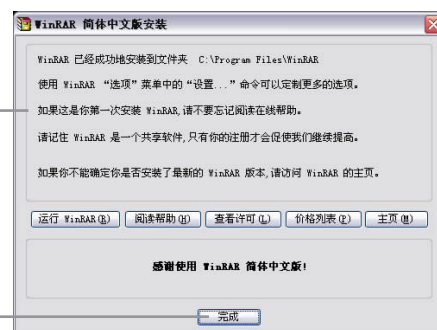 WinRAR 简体中文版安装
WinRAR 已经成功地安装到文件夹 C:\Program Files\WinRAR
使用 WinRAR “选项” 菜单中的“设置...” 命令可以定制更多的选项。
如果这是你第一次安装 WinRAR,请不要忘记阅读在线帮助。
请记住 WinRAR 是一个共享软件,只有你的注册才会促使我们继续提高。
如果你不能确定你是否安装了最新的 WinRAR 版本,请访问 WinRAR 的主页。
运行 WinRAR(R) 阅读帮助(H) 查看许可(L) 价格列表(P) 主页(W)
感谢使用 WinRAR 简体中文版!
完成